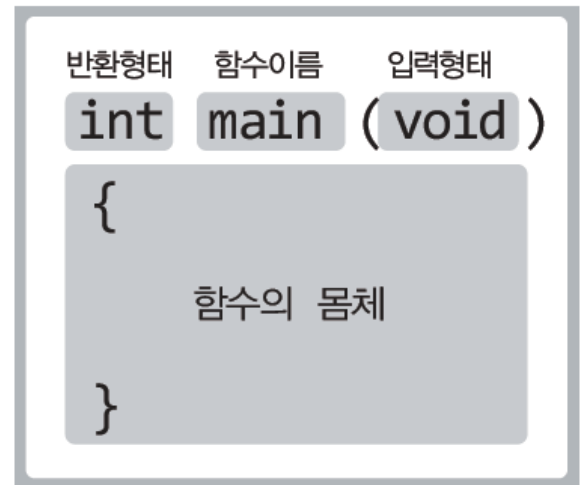 반환형태 함수이름 입력형태
int main ( void )
{
함수의 몸체
}